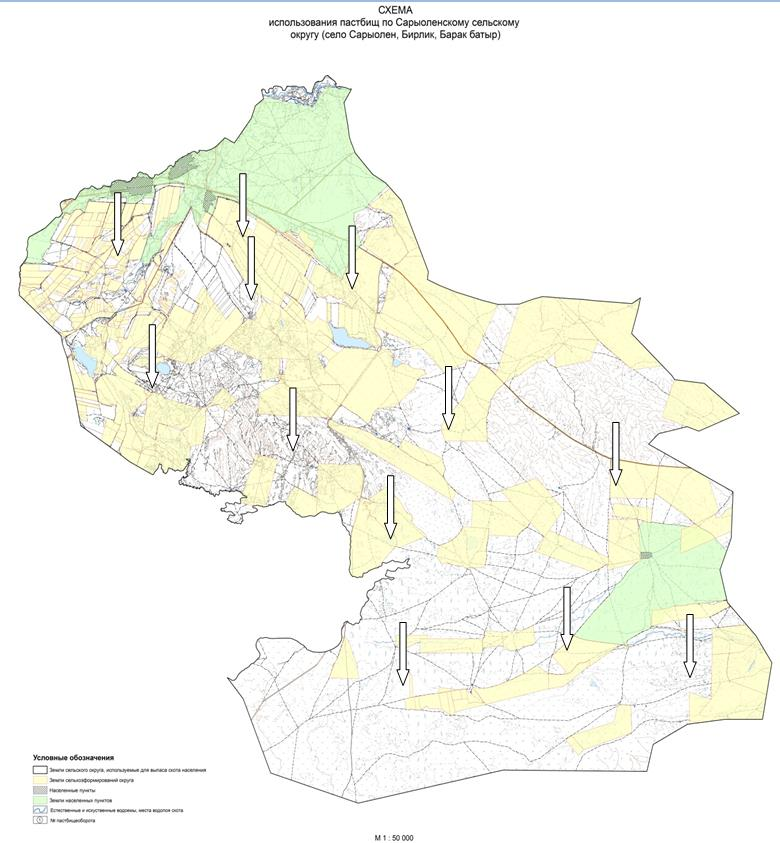 СХЕМА
использования пастбищ по Сарыоленскому сельскому
округу (село Сарыолен, Бирлик, Барак батыр)
Условные обозначения
Земли сельского округа, используемые для выпаса скота населения
Земли сельхозформирований округа
Населенные пункты
Земли населенных пунктов
Естественные и искуственные водоемы, места водопоя скота
№ пастбищеоборота
М 1 : 50 000